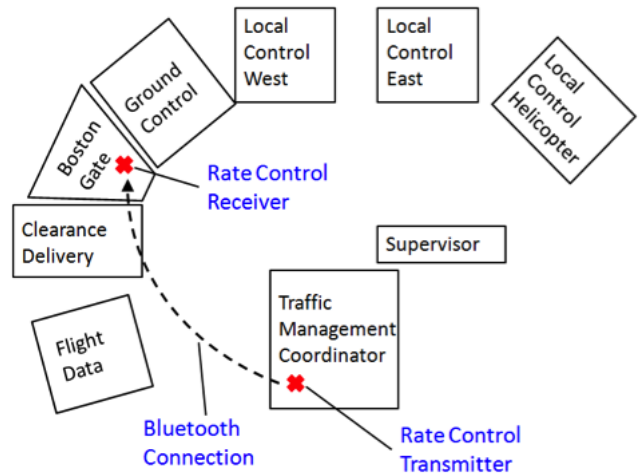 Local
Control
West
Local
Control
East
Local
Control
Helicopter
Ground
Control
Boston
Gate
Rate Control
Receiver
Clearance
Delivery
Supervisor
Traffic
Management
Coordinator
Flight
Data
Bluetooth
Connection
Rate Control
Transmitter